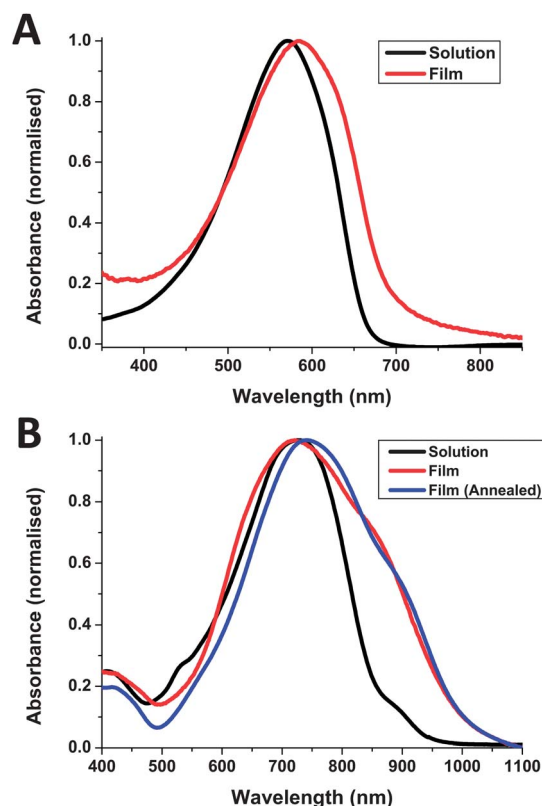 A
Solution
Film
Absorbance (normalised)
1.0
0.8
0.6
0.4
0.2
0.0
400 500 600 700 800
Wavelength (nm)
B
Solution
Film
Film (Annealed)
Absorbance (normalised)
1.0
0.8
0.6
0.4
0.2
0.0
400 500 600 700 800 900 1000 1100
Wavelength (nm)